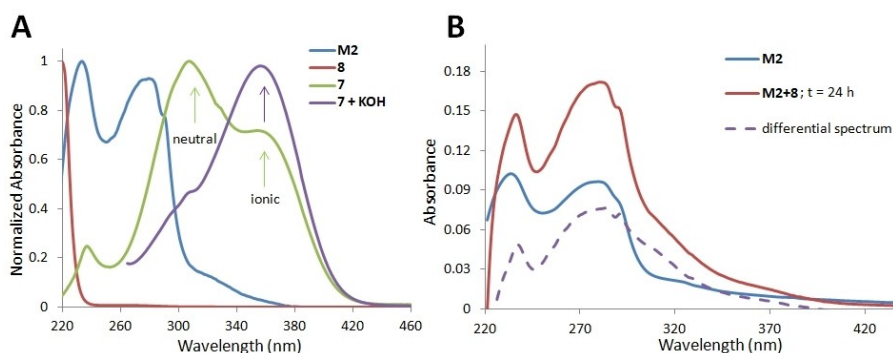 A
Normalized Absorbance
1
0.8
0.6
0.4
0.2
0
220 260 300 340 380 420 460
Wavelength (nm)
M2
8
7
7 + KOH
neutral
ionic
B
Absorbance
0.18
0.15
0.12
0.09
0.06
0.03
0
220 270 320 370 420
Wavelength (nm)
M2
M2+8; t = 24 h
differential spectrum